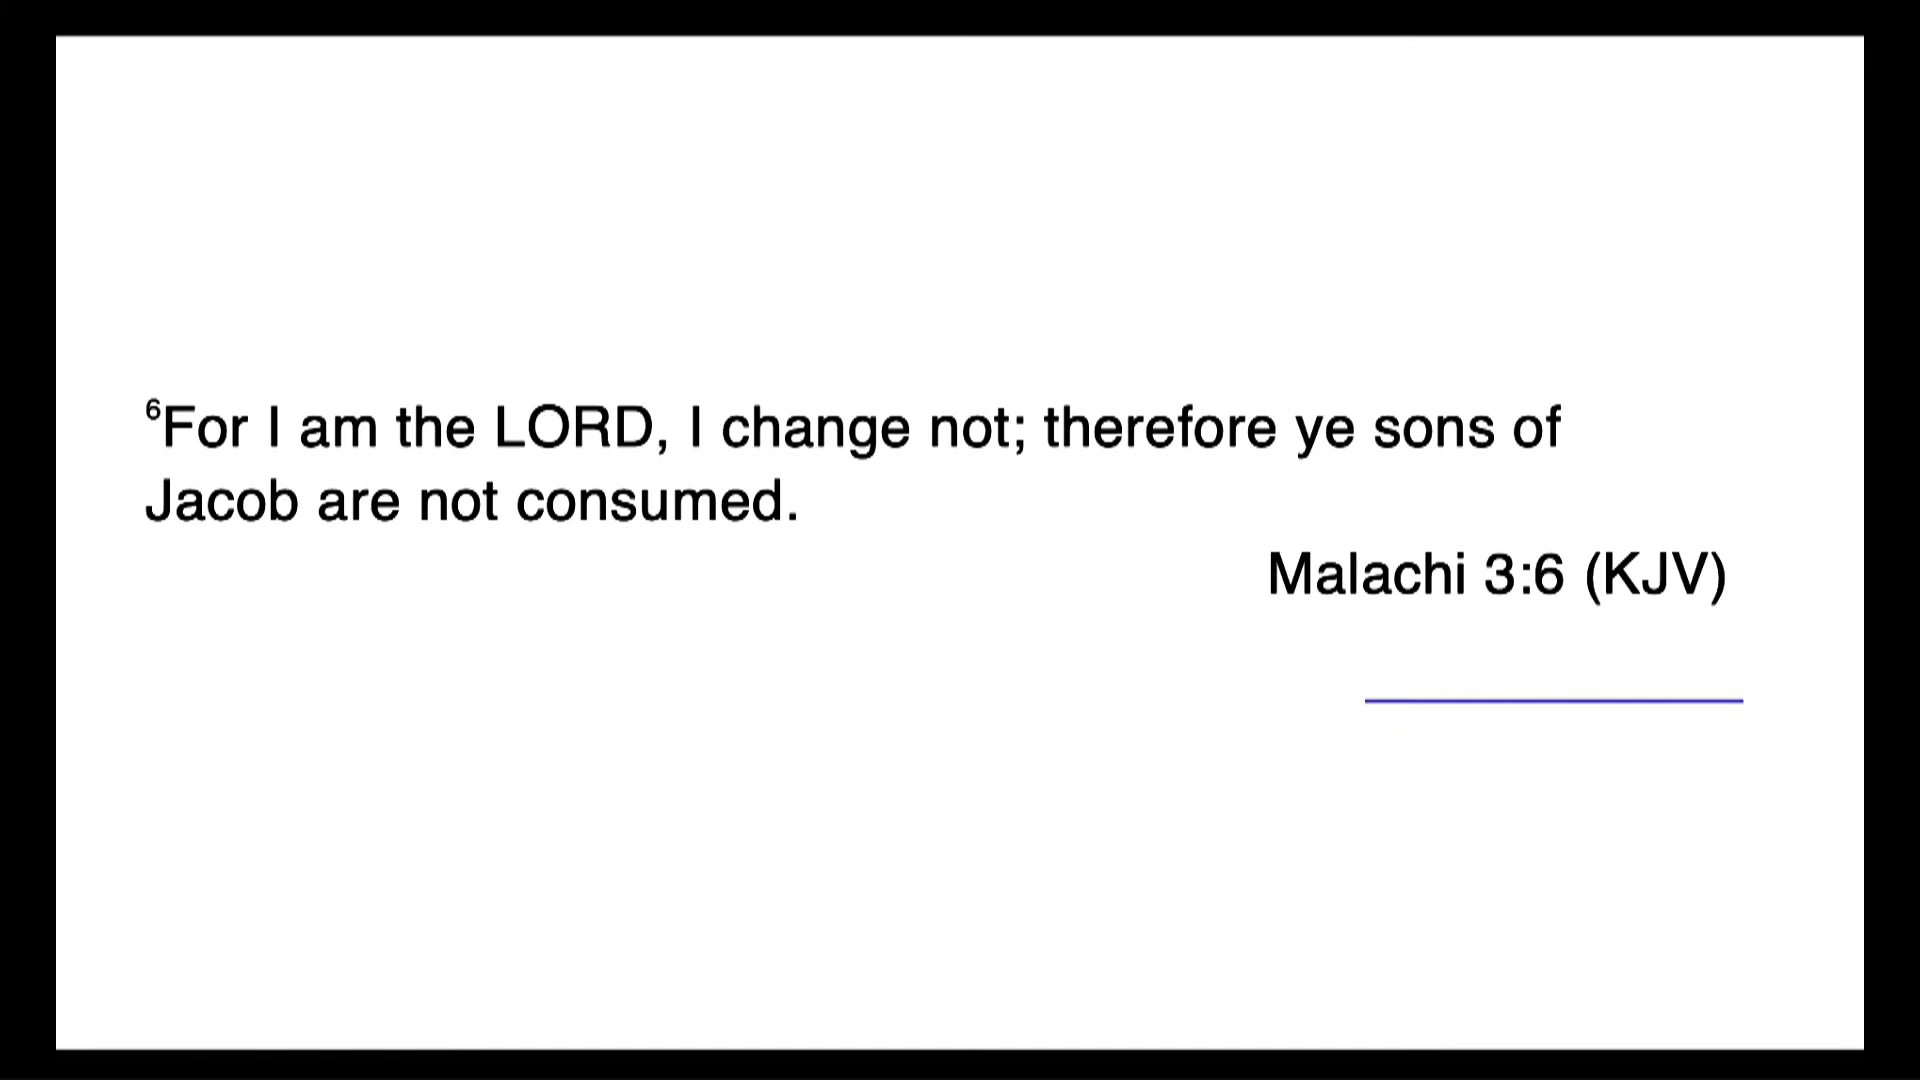 ⁶For I am the LORD, I change not; therefore ye sons of
Jacob are not consumed.
Malachi 3:6 (KJV)